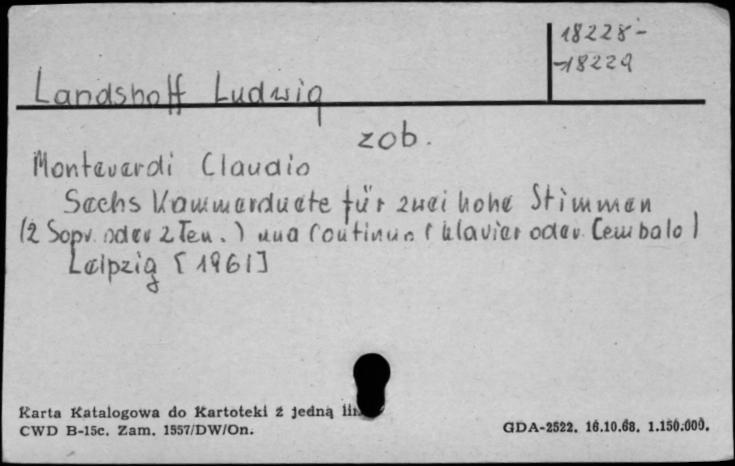 18228-
-18229
Landshoff Ludwig
zob.
Monteverdi Claudio
Sechs Kammerduete für zwei hohe Stimmen
(2 Sopr. oder 2 Ten.) und Continuo (Klavier oder Cembalo)
Leipzig [1961]
Karta Katalogowa do Kartoteki z jedną
CWD B-15c. Zam. 1557/DW/On.
GDA-2522. 16.10.68. 1.150.000.